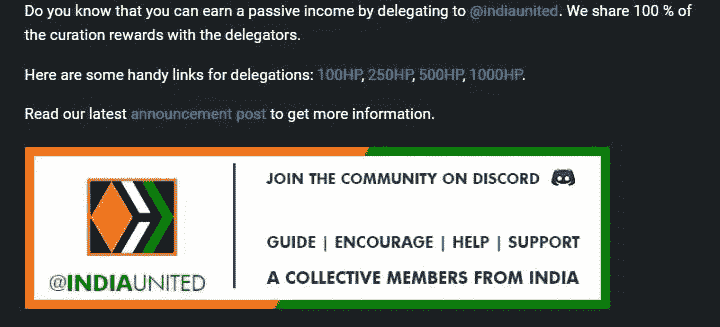 Do you know that you can earn a passive income by delegating to @indiaunited. We share 100 % of
the curation rewards with the delegators.
Here are some handy links for delegations: 100HP, 250HP, 500HP, 1000HP.
Read our latest announcement post to get more information.
JOIN THE COMMUNITY ON DISCORD
GUIDE | ENCOURAGE | HELP | SUPPORT
@INDIAUNITED
A COLLECTIVE MEMBERS FROM INDIA